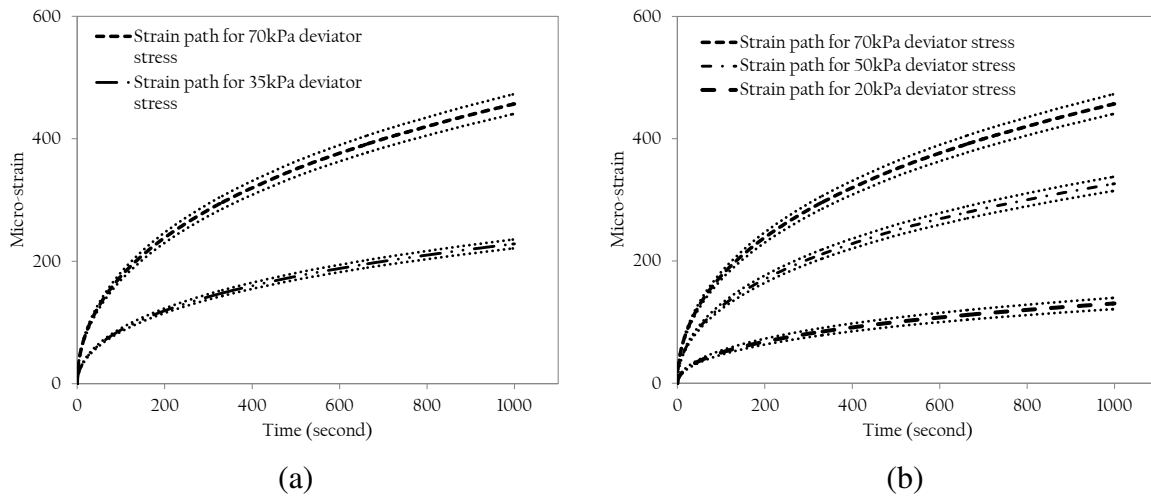 600
400
200
0
Micro-strain
Strain path for 70kPa deviator
stress
Strain path for 35kPa deviator
stress
0 200 400 600 800 1000
Time (second)
(a)
600
400
200
0
Micro-strain
Strain path for 70kPa deviator stress
Strain path for 50kPa deviator stress
Strain path for 20kPa deviator stress
0 200 400 600 800 1000
Time (second)
(b)